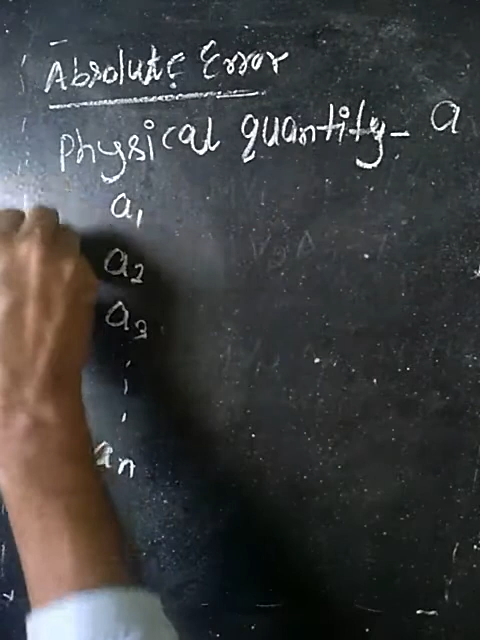 Absolute Error
Physical quantity - a
a1
a2
a3
an